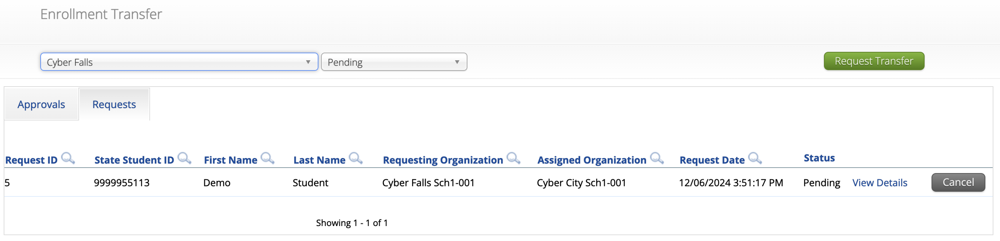 Enrollment Transfer
Cyber Falls Pending Request Transfer
Approvals Requests
Request ID State Student ID First Name Last Name Requesting Organization Assigned Organization Request Date Status
5 9999955113 Demo Student Cyber Falls Sch1-001 Cyber City Sch1-001 12/06/2024 3:51:17 PM Pending View Details Cancel
Showing 1 - 1 of 1